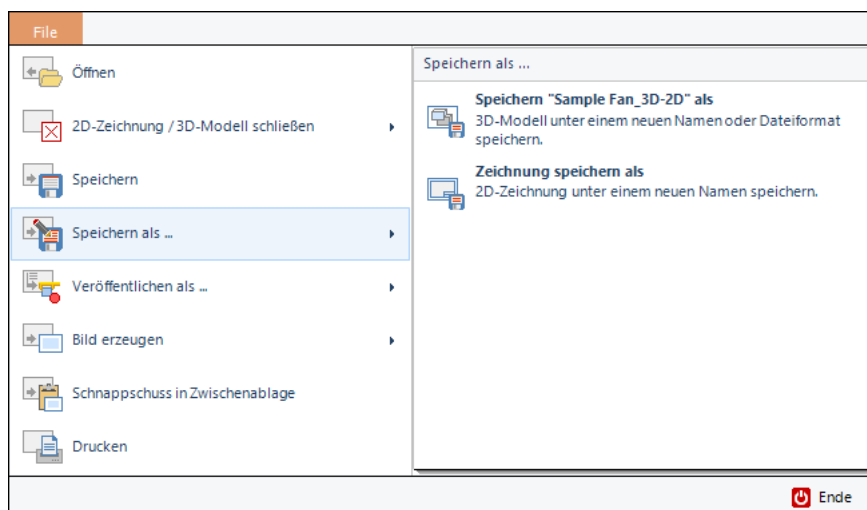 File
Öffnen
2D-Zeichnung / 3D-Modell schließen
Speichern
Speichern als ...
Veröffentlichen als ...
Bild erzeugen
Schnappschuss in Zwischenablage
Drucken
Speichern als ...
Speichern "Sample Fan_3D-2D" als
3D-Modell unter einem neuen Namen oder Dateiformat
speichern.
Zeichnung speichern als
2D-Zeichnung unter einem neuen Namen speichern.
Ende